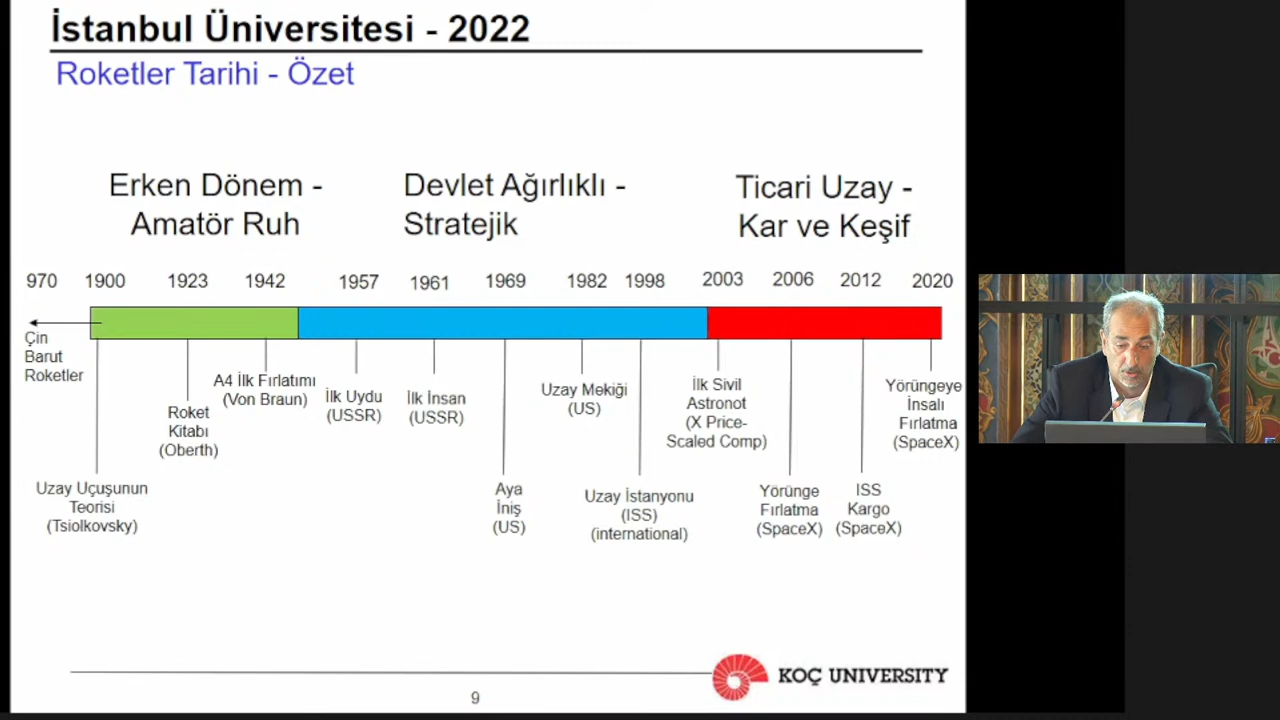 İstanbul Üniversitesi - 2022
Roketler Tarihi - Özet
Erken Dönem -
Amatör Ruh
Devlet Ağırlıklı -
Stratejik
Ticari Uzay -
Kar ve Keşif
970 1900 1923 1942 1957 1961 1969 1982 1998 2003 2006 2012 2020
Çin
Barut
Roketler
Uzay Uçuşunun
Teorisi
(Tsiolkovsky)
Roket
Kitabı
(Oberth)
A4 İlk Fırlatımı
(Von Braun)
İlk Uydu
(USSR)
İlk İnsan
(USSR)
Aya
İniş
(US)
Uzay Mekiği
(US)
Uzay İstanyonu
(ISS)
(international)
İlk Sivil
Astronot
(X Price-
Scaled Comp)
Yörünge
Fırlatma
(SpaceX)
ISS
Kargo
(SpaceX)
Yörüngeye
İnsalı
Fırlatma
(SpaceX)
KOÇ UNIVERSITY
9